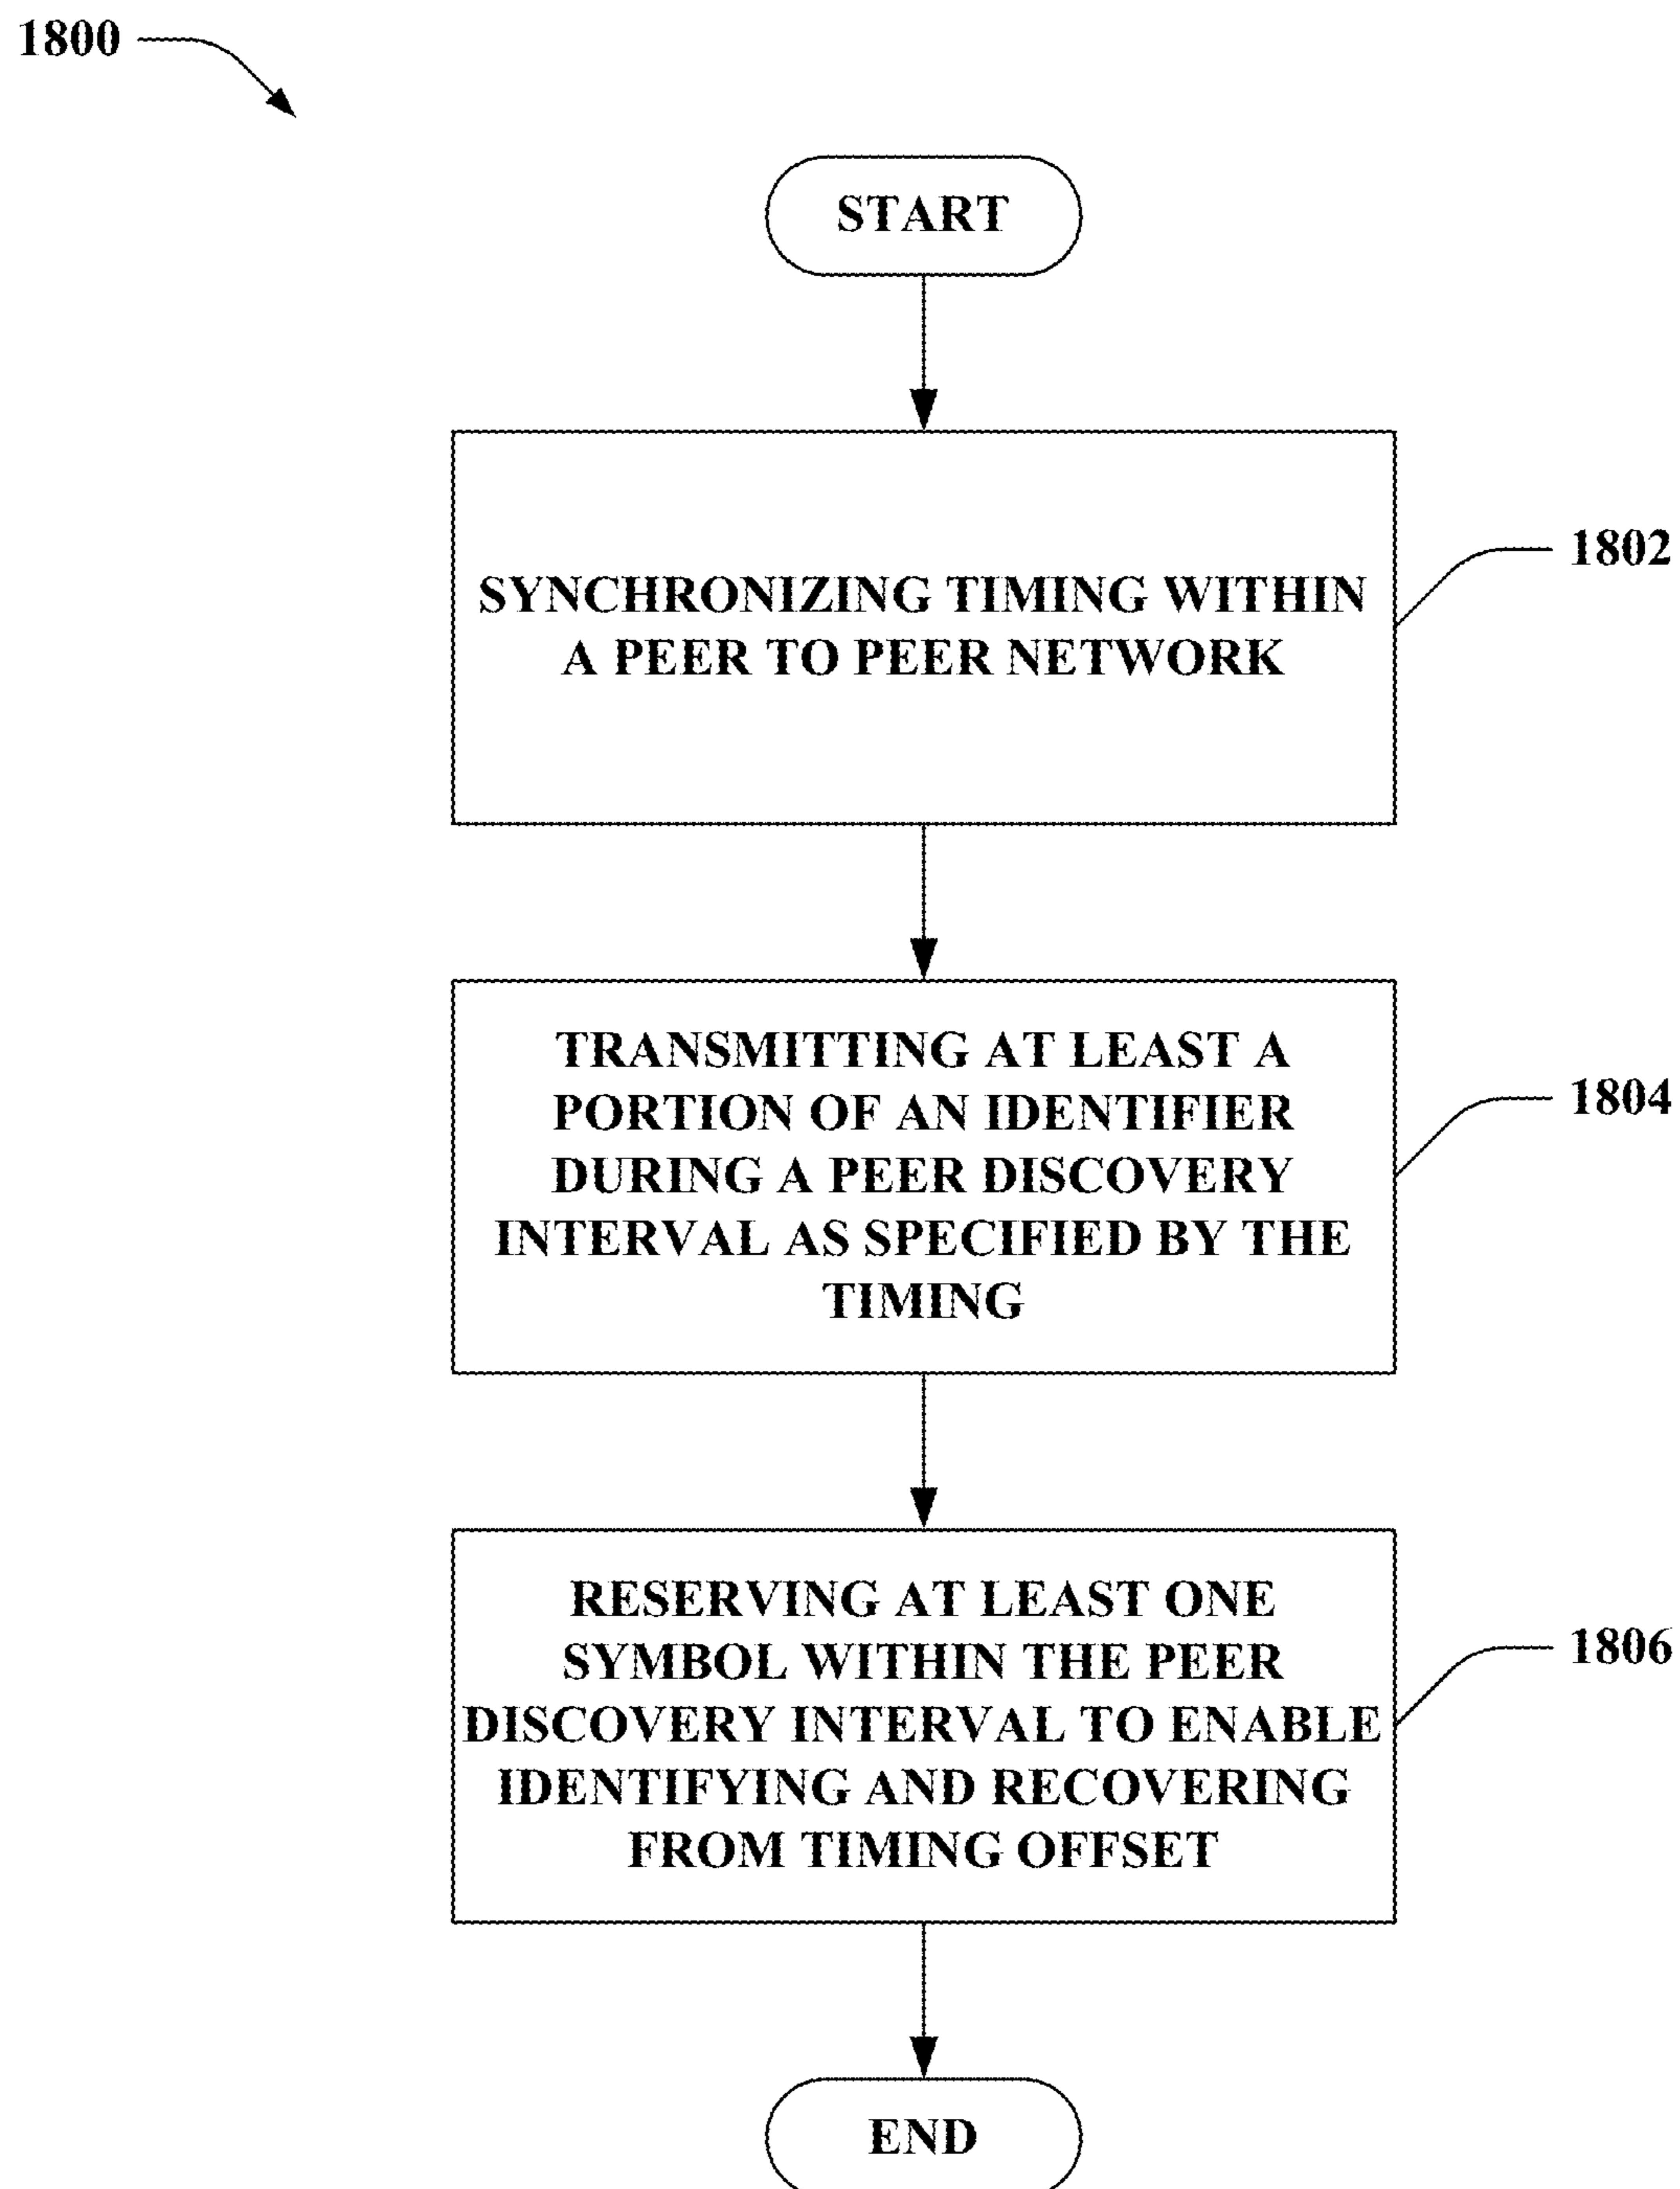 1800
START
SYNCHRONIZING TIMING WITHIN
A PEER TO PEER NETWORK
1802
TRANSMITTING AT LEAST A
PORTION OF AN IDENTIFIER
DURING A PEER DISCOVERY
INTERVAL AS SPECIFIED BY THE
TIMING
1804
RESERVING AT LEAST ONE
SYMBOL WITHIN THE PEER
DISCOVERY INTERVAL TO ENABLE
IDENTIFYING AND RECOVERING
FROM TIMING OFFSET
1806
END